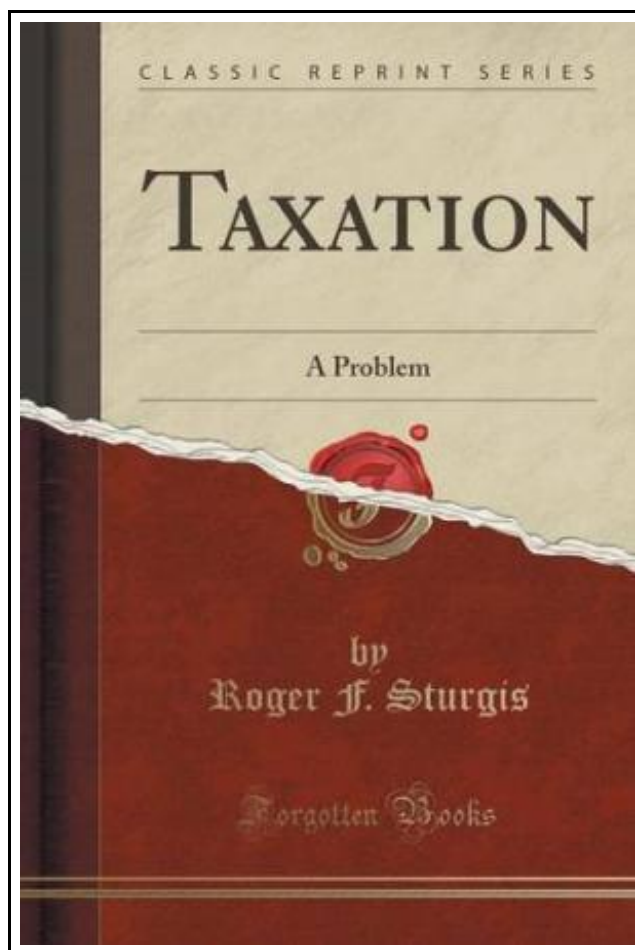 CLASSIC REPRINT SERIES
TAXATION
A Problem
by
Roger F. Sturgis
Forgotten Books